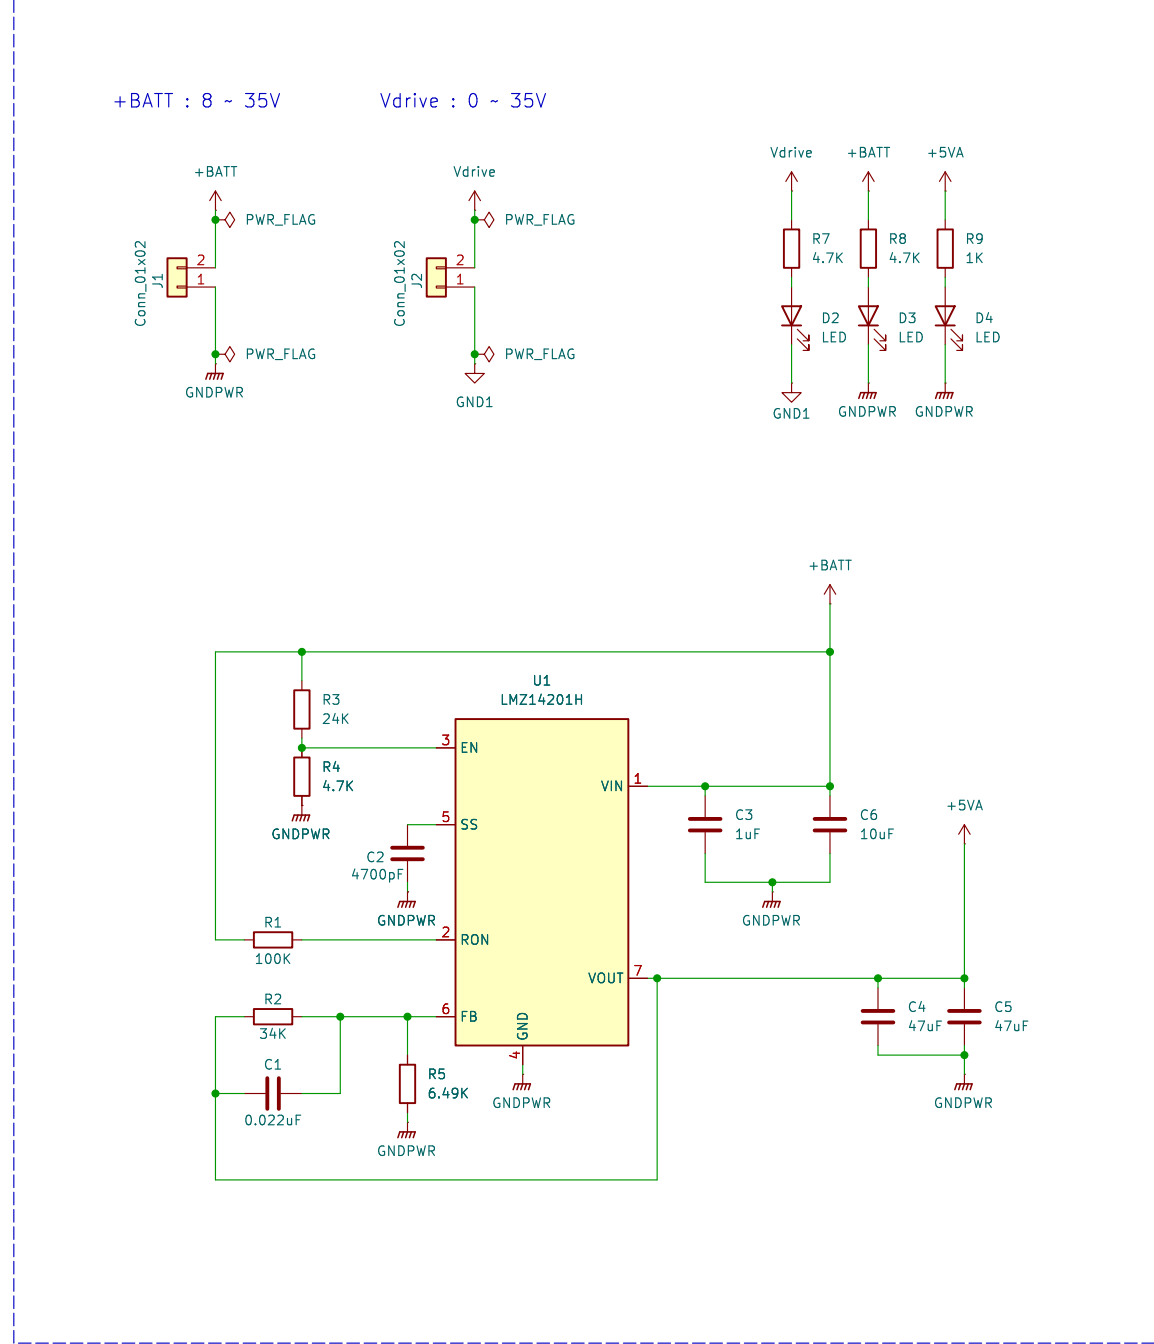 +BATT : 8 ~ 35V
Vdrive : 0 ~ 35V
+BATT
PWR_FLAG
Conn_01x02
J1
2
1
PWR_FLAG
GNDPWR
Vdrive
PWR_FLAG
Conn_01x02
J2
2
1
PWR_FLAG
GND1
Vdrive
R7
4.7K
D2
LED
GND1
+BATT
R8
4.7K
D3
LED
GNDPWR
+5VA
R9
1K
D4
LED
GNDPWR
+BATT
U1
LMZ14201H
R3
24K
R4
4.7K
GNDPWR
3
EN
5
SS
C2
4700pF
GNDPWR
R1
100K
2
RON
R2
34K
6
FB
C1
0.022uF
R5
6.49K
GNDPWR
GND
4
GNDPWR
VIN
1
C3
1uF
C6
10uF
GNDPWR
+5VA
VOUT
7
C4
47uF
C5
47uF
GNDPWR